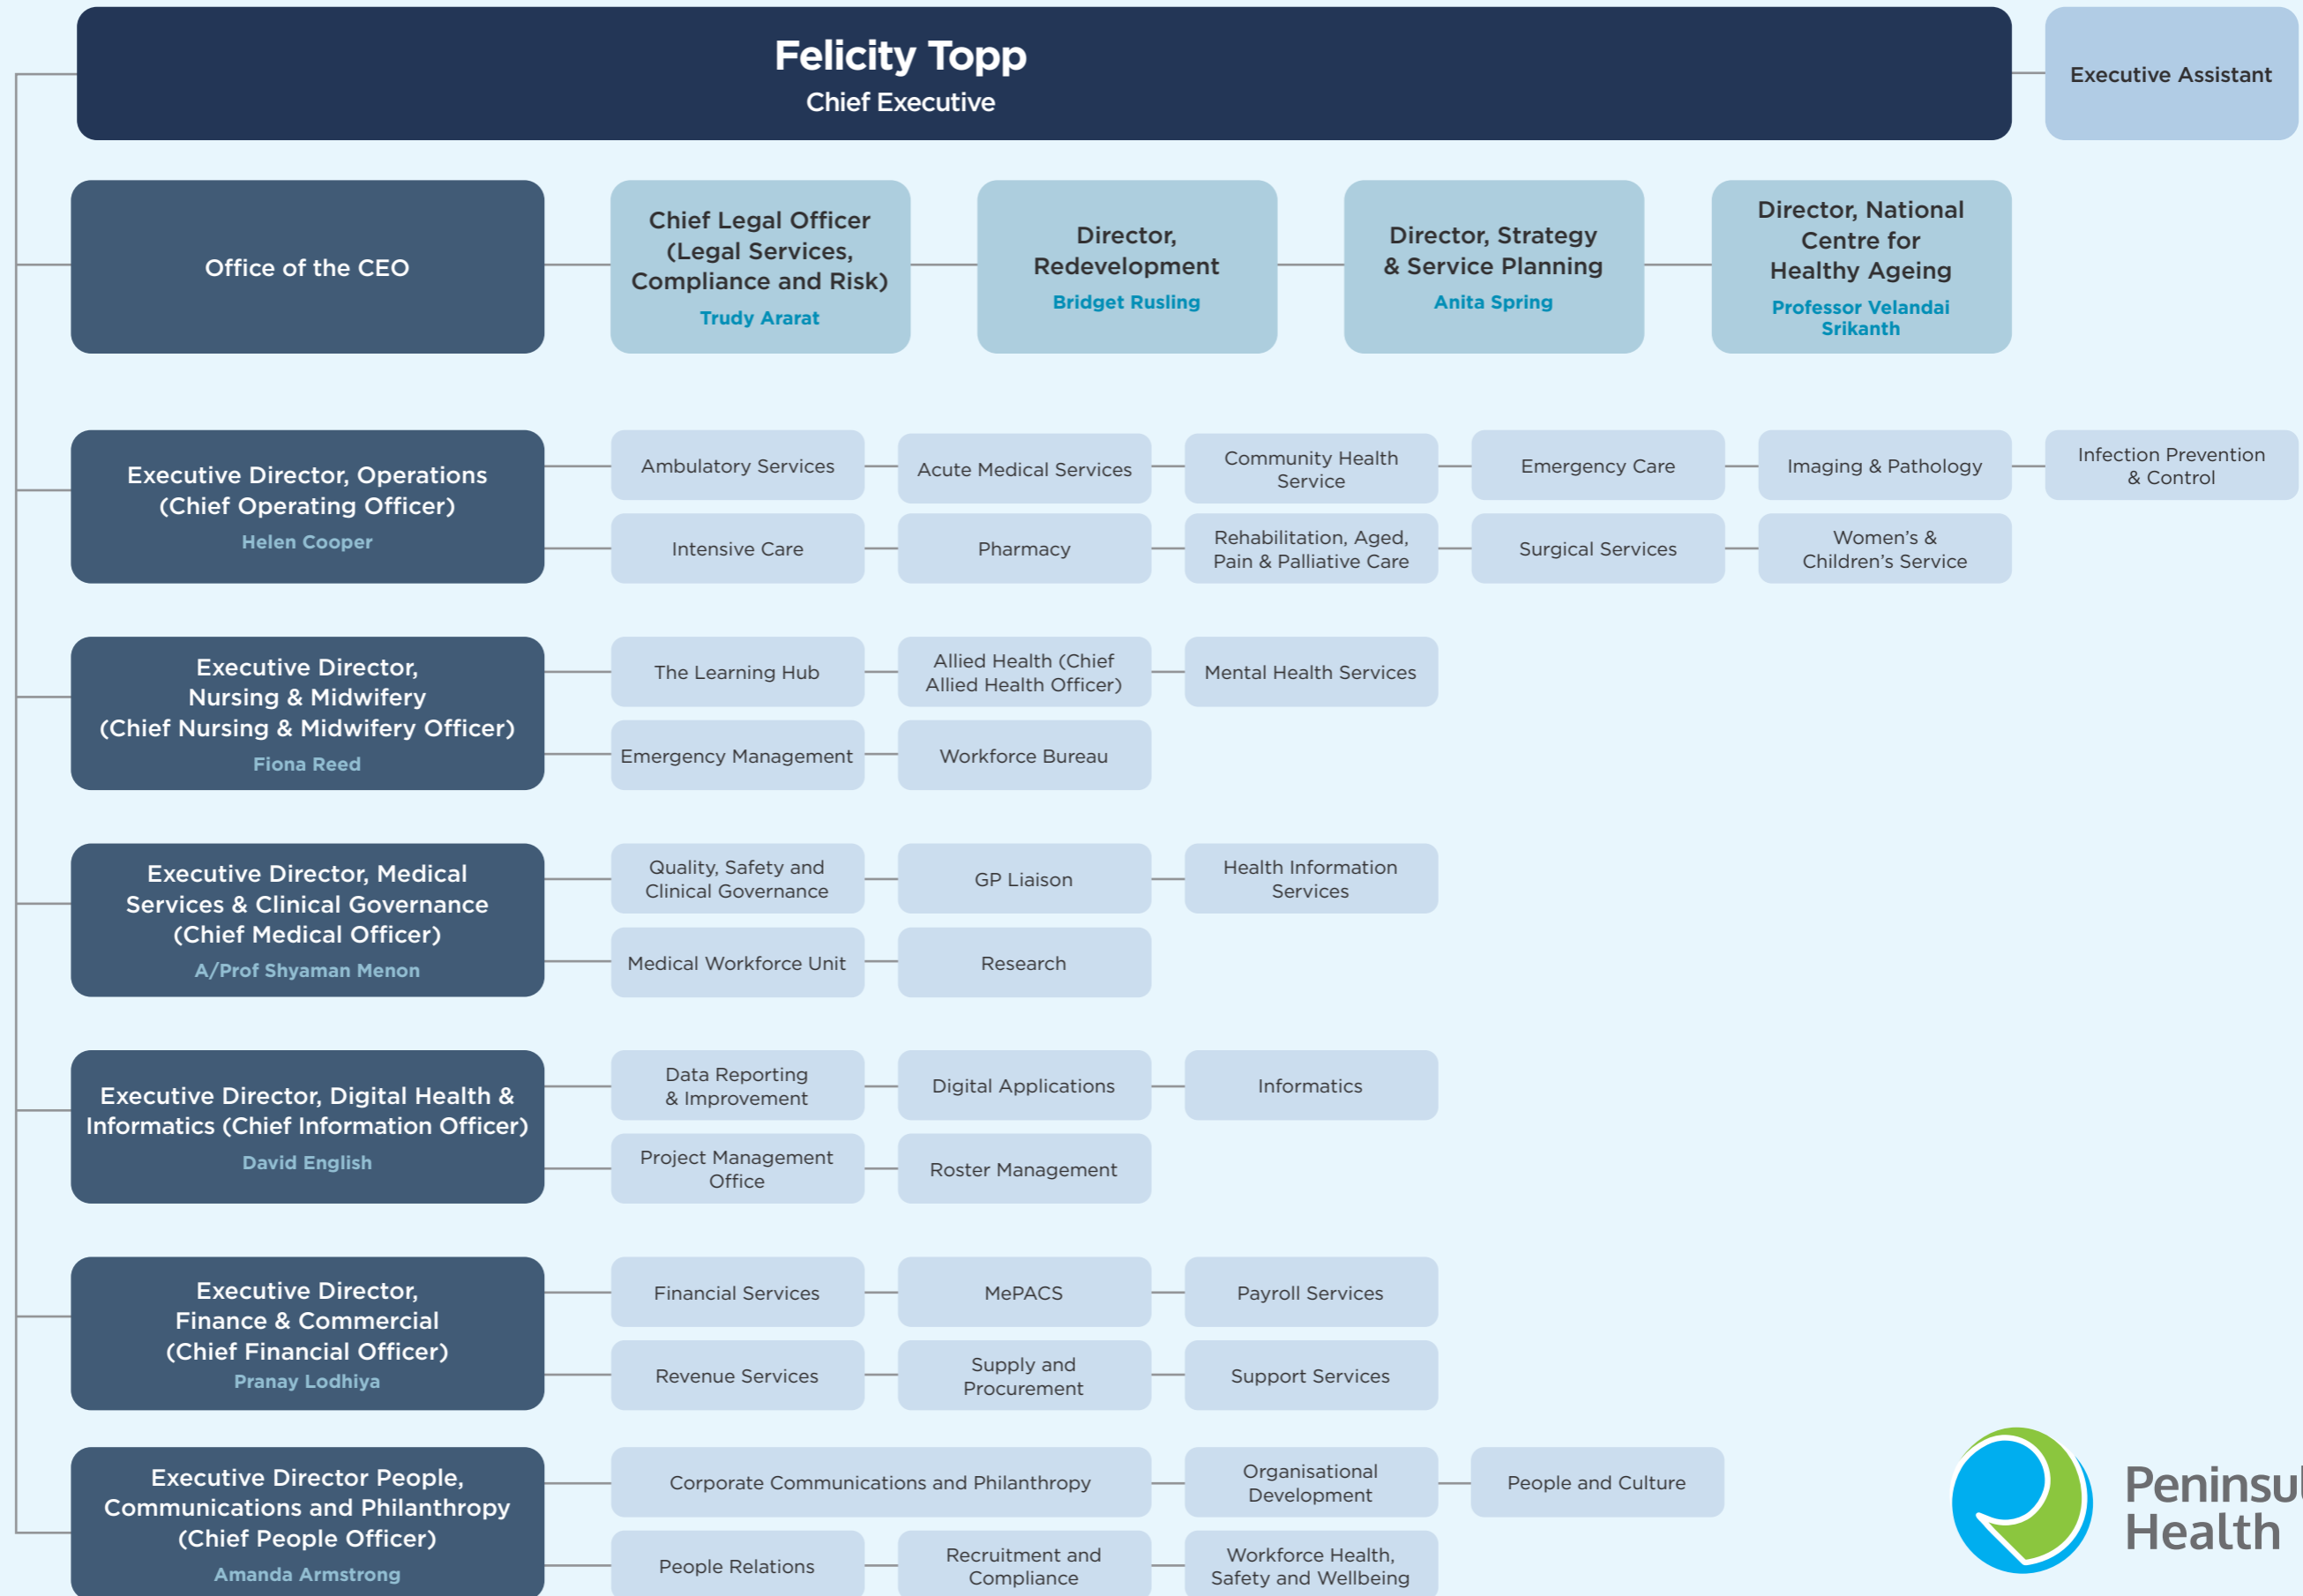 Felicity Topp
Chief Executive
Executive Assistant
Office of the CEO
Chief Legal Officer
(Legal Services,
Compliance and Risk)
Trudy Ararat
Director,
Redevelopment
Bridget Rusling
Director, Strategy
& Service Planning
Anita Spring
Director, National
Centre for
Healthy Ageing
Professor Velandai
Srikanth
Executive Director, Operations
(Chief Operating Officer)
Helen Cooper
Ambulatory Services
Acute Medical Services
Community Health
Service
Emergency Care
Imaging & Pathology
Infection Prevention
& Control
Intensive Care
Pharmacy
Rehabilitation, Aged,
Pain & Palliative Care
Surgical Services
Women's &
Children's Service
Executive Director,
Nursing & Midwifery
(Chief Nursing & Midwifery Officer)
Fiona Reed
The Learning Hub
Allied Health (Chief
Allied Health Officer)
Mental Health Services
Emergency Management
Workforce Bureau
Executive Director, Medical
Services & Clinical Governance
(Chief Medical Officer)
A/Prof Shyaman Menon
Quality, Safety and
Clinical Governance
GP Liaison
Health Information
Services
Medical Workforce Unit
Research
Executive Director, Digital Health &
Informatics (Chief Information Officer)
David English
Data Reporting
& Improvement
Digital Applications
Informatics
Project Management
Office
Roster Management
Executive Director,
Finance & Commercial
(Chief Financial Officer)
Pranay Lodhiya
Financial Services
MePACS
Payroll Services
Revenue Services
Supply and
Procurement
Support Services
Executive Director People,
Communications and Philanthropy
(Chief People Officer)
Amanda Armstrong
Corporate Communications and Philanthropy
Organisational
Development
People and Culture
People Relations
Recruitment and
Compliance
Workforce Health,
Safety and Wellbeing
Health